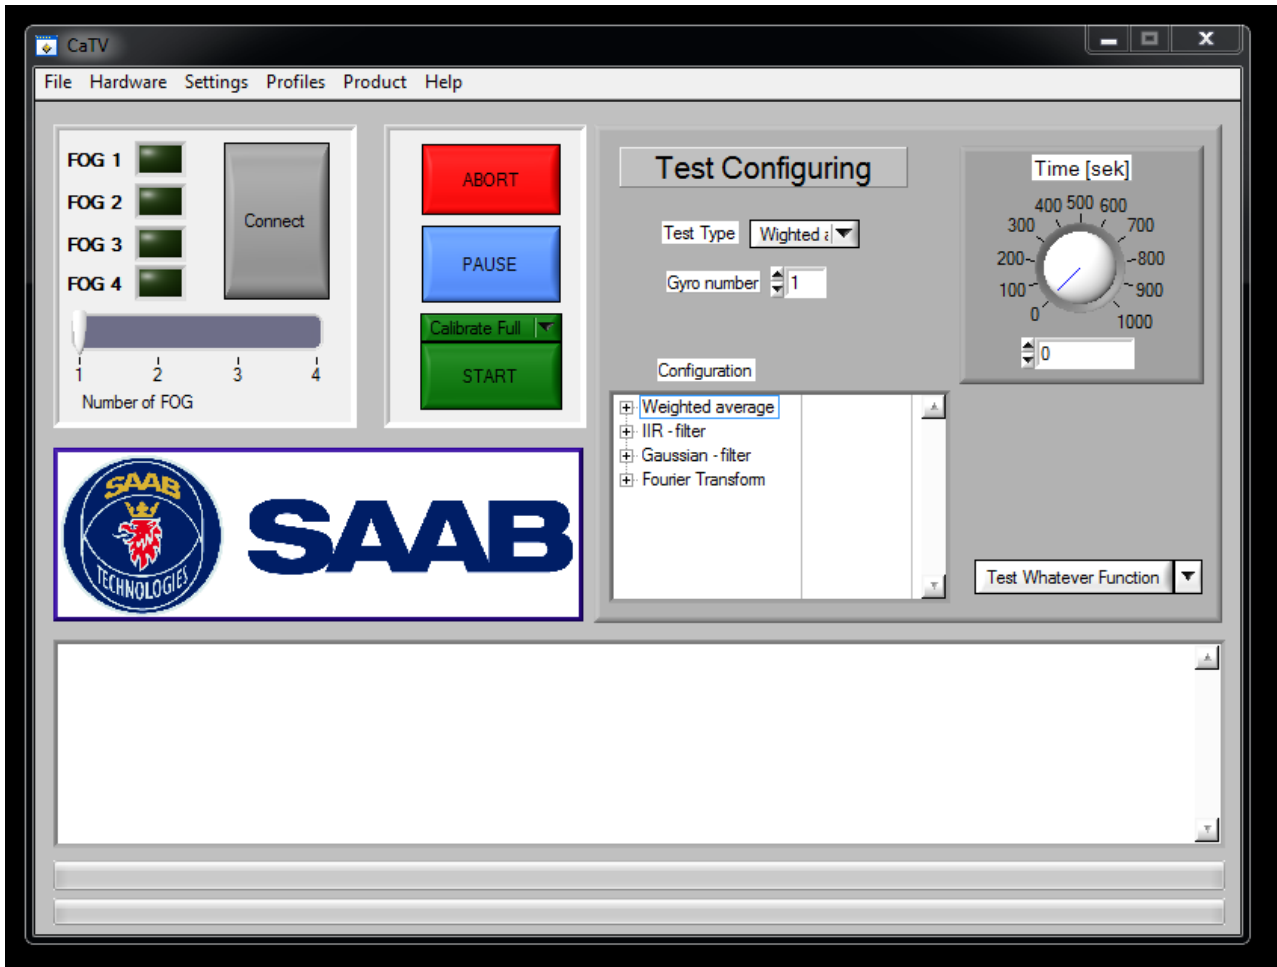 CaTV
File Hardware Settings Profiles Product Help
FOG 1
FOG 2
FOG 3
FOG 4
Connect
1 2 3 4
Number of FOG
ABORT
PAUSE
Calibrate Full
START
Test Configuring
Test Type Wighted a
Gyro number 1
Configuration
Weighted average
IIR - filter
Gaussian - filter
Fourier Transform
Time [sek]
0 100 200 300 400 500 600 700 800 900 1000
0
Test Whatever Function
SAAB
TECHNOLOGIES
SAAB